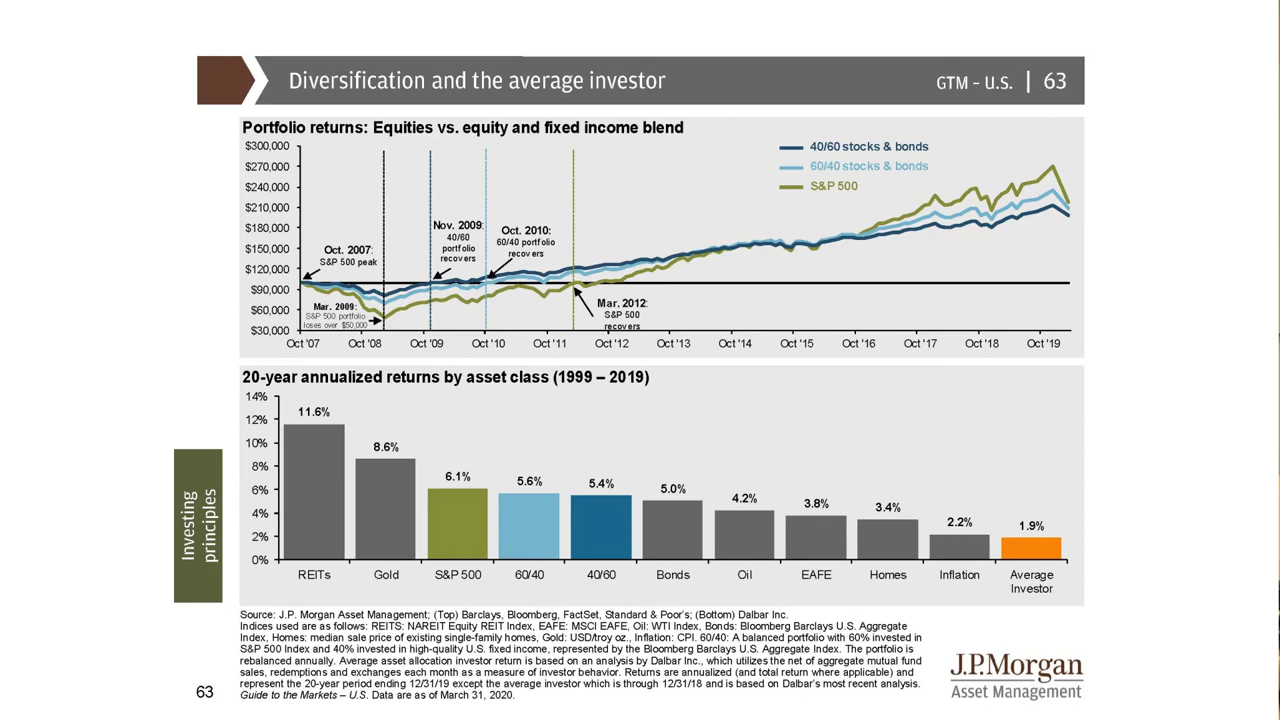 Diversification and the average investor
GTM – U.S. | 63
Portfolio returns: Equities vs. equity and fixed income blend
$300,000
$270,000
$240,000
$210,000
$180,000
$150,000
$120,000
$90,000
$60,000
$30,000
40/60 stocks & bonds
60/40 stocks & bonds
S&P 500
Oct. 2007:
S&P 500 peak
Mar. 2009:
S&P 500 portfolio
loses over $50,000
Nov. 2009:
40/60
portfolio
recovers
Oct. 2010:
60/40 portfolio
recovers
Mar. 2012:
S&P 500
recovers
Oct '07 Oct '08 Oct '09 Oct '10 Oct '11 Oct '12 Oct '13 Oct '14 Oct '15 Oct '16 Oct '17 Oct '18 Oct '19
20-year annualized returns by asset class (1999 – 2019)
14%
12%
10%
8%
6%
4%
2%
0%
11.6% 8.6% 6.1% 5.6% 5.4% 5.0% 4.2% 3.8% 3.4% 2.2% 1.9%
REITs Gold S&P 500 60/40 40/60 Bonds Oil EAFE Homes Inflation Average
Investor
Investing
principles
Source: J.P. Morgan Asset Management; (Top) Barclays, Bloomberg, FactSet, Standard & Poor's; (Bottom) Dalbar Inc.
Indices used are as follows: REITS: NAREIT Equity REIT Index, EAFE: MSCI EAFE, Oil: WTI Index, Bonds: Bloomberg Barclays U.S. Aggregate
Index, Homes: median sale price of existing single-family homes, Gold: USD/troy oz., Inflation: CPI. 60/40: A balanced portfolio with 60% invested in
S&P 500 Index and 40% invested in high-quality U.S. fixed income, represented by the Bloomberg Barclays U.S. Aggregate Index. The portfolio is
rebalanced annually. Average asset allocation investor return is based on an analysis by Dalbar Inc., which utilizes the net of aggregate mutual fund
sales, redemptions and exchanges each month as a measure of investor behavior. Returns are annualized (and total return where applicable) and
represent the 20-year period ending 12/31/19 except the average investor which is through 12/31/18 and is based on Dalbar's most recent analysis.
Guide to the Markets – U.S. Data are as of March 31, 2020.
63
J.P.Morgan
Asset Management